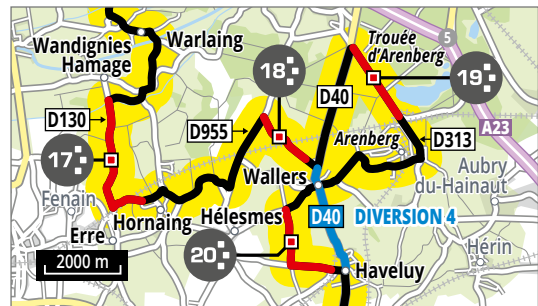 Wandignies
Hamage
Warlaing
Trouée
d'Arenberg
5
18
19
D40
D130
D955
Arenberg
D313
A23
17
Wallers
Aubry
du-Hainaut
Fenain
Hornaing
Hélesmes
D40 DIVERSION 4
Erre
20
Hérin
2000 m
Haveluy